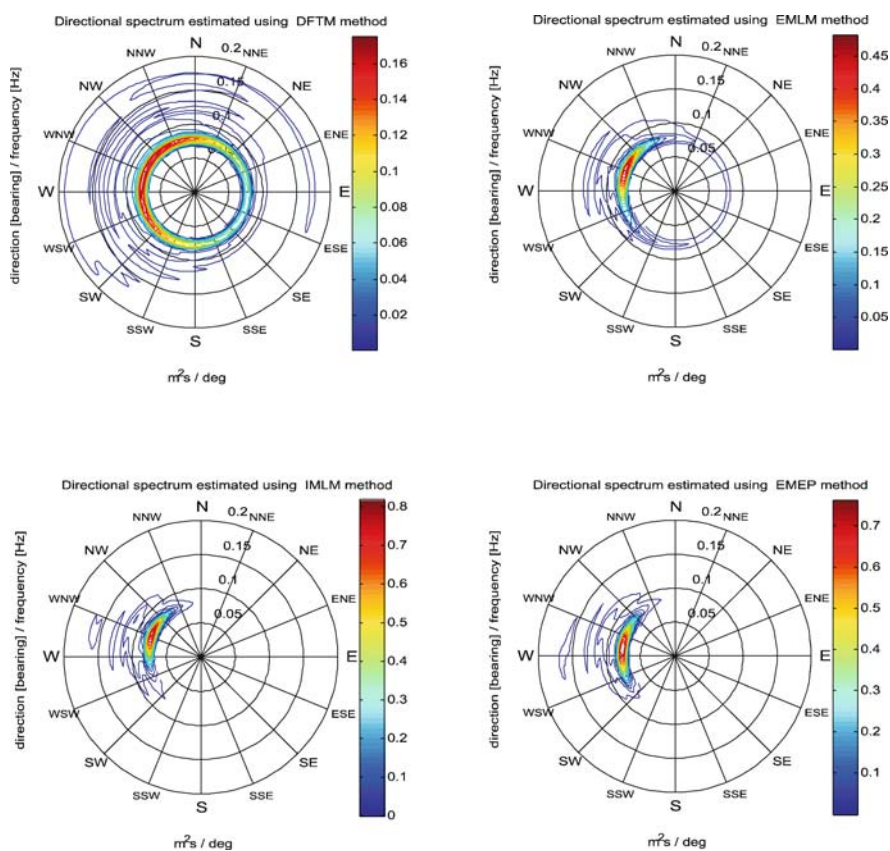 Directional spectrum estimated using DFTM method
N
NNE
NE
ENE
E
ESE
SE
SSE
S
SSW
SW
WSW
W
WNW
NW
NNW
0.2
0.15
0.1
direction [bearing] / frequency [Hz]
m²s / deg
0.16
0.14
0.12
0.1
0.08
0.06
0.04
0.02
Directional spectrum estimated using EMLM method
N
NNE
NE
ENE
E
ESE
SE
SSE
S
SSW
SW
WSW
W
WNW
NW
NNW
0.2
0.15
0.1
0.05
direction [bearing] / frequency [Hz]
m²s / deg
0.45
0.4
0.35
0.3
0.25
0.2
0.15
0.1
0.05
Directional spectrum estimated using IMLM method
N
NNE
NE
ENE
E
ESE
SE
SSE
S
SSW
SW
WSW
W
WNW
NW
NNW
0.2
0.15
0.1
0.05
direction [bearing] / frequency [Hz]
m²s / deg
0.8
0.7
0.6
0.5
0.4
0.3
0.2
0.1
0
Directional spectrum estimated using EMEP method
N
NNE
NE
ENE
E
ESE
SE
SSE
S
SSW
SW
WSW
W
WNW
NW
NNW
0.2
0.15
0.1
0.05
direction [bearing] / frequency [Hz]
m²s / deg
0.7
0.6
0.5
0.4
0.3
0.2
0.1